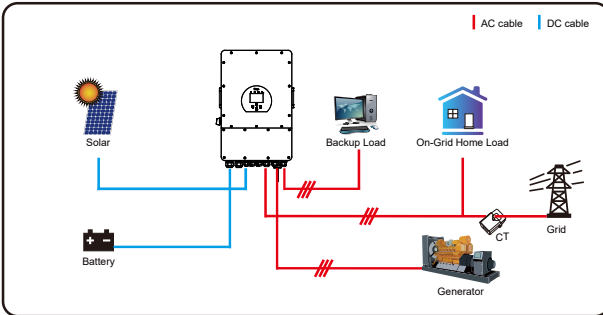 AC cable
DC cable
Solar
Backup Load
On-Grid Home Load
Battery
CT
Grid
Generator